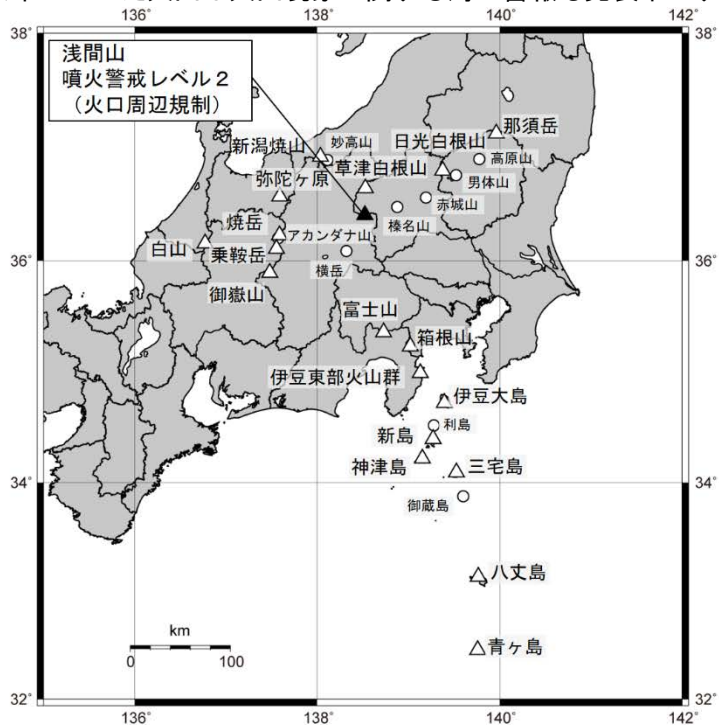 136°
138°
140°
142°
38°
38°
浅間山
噴火警戒レベル2
(火口周辺規制)
那須岳
日光白根山
高原山
新潟焼山
妙高山
草津白根山
男体山
弥陀ヶ原
赤城山
榛名山
焼岳
アカンダナ山
白山
乗鞍岳
36°
36°
横岳
御嶽山
富士山
箱根山
伊豆東部火山群
伊豆大島
利島
新島
神津島
三宅島
34°
34°
御蔵島
八丈島
km
0
100
青ヶ島
32°
32°
136°
138°
140°
142°